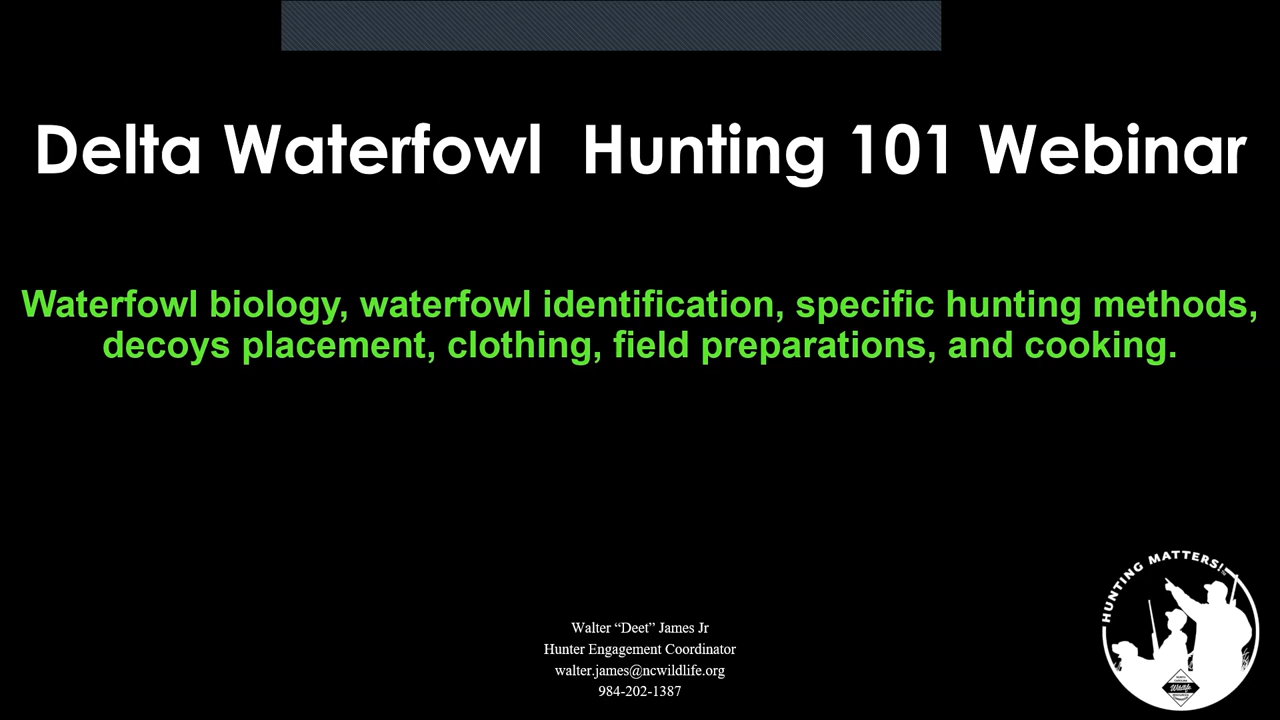 Delta Waterfowl  Hunting 101 Webinar
Waterfowl biology, waterfowl identification, specific hunting methods,
decoys placement, clothing, field preparations, and cooking.
HUNTING MATTERS!
Walter “Deet” James Jr
Hunter Engagement Coordinator
walter.james@ncwildlife.org
984-202-1387